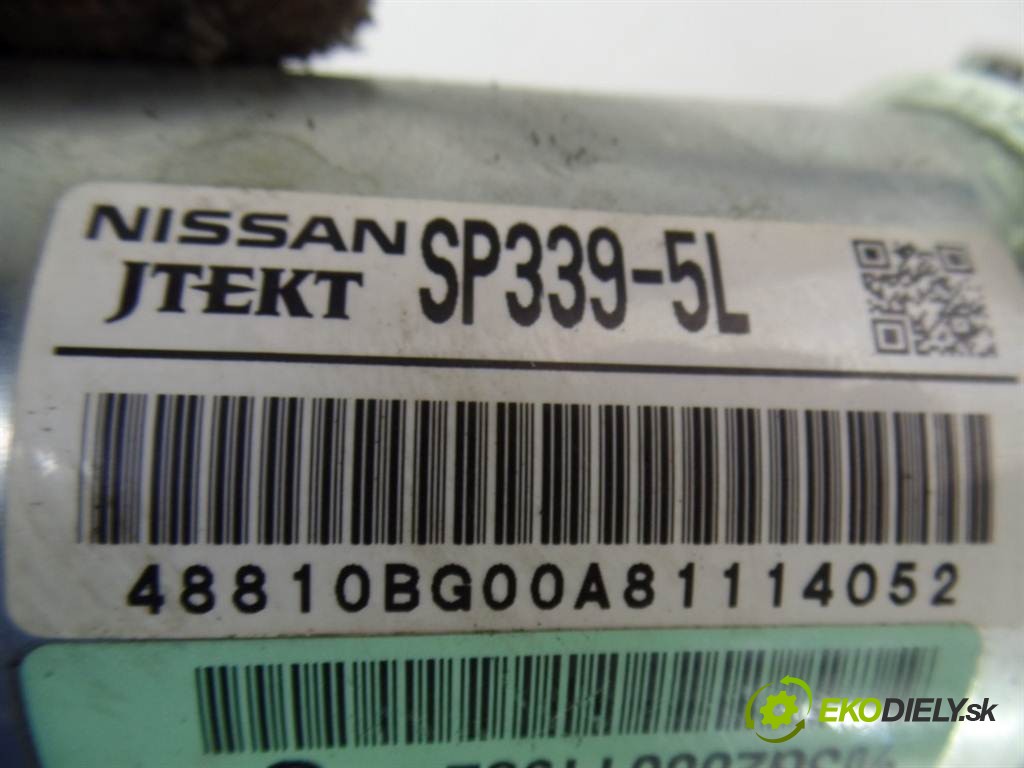 NISSAN SP339-5L
JTEKT
48810BG00A81114052
EKODIELY.sk